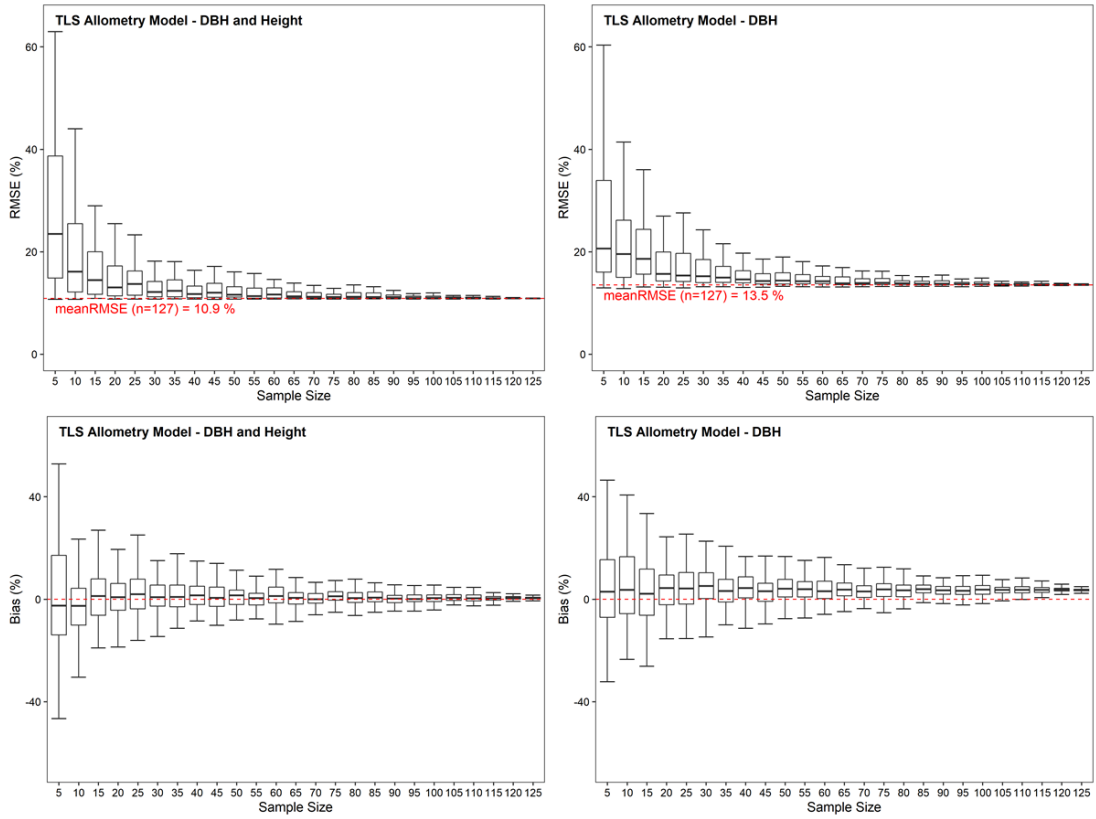 TLS Allometry Model - DBH and Height
60
40
20
0
RMSE (%)
meanRMSE (n=127) = 10.9 %
5 10 15 20 25 30 35 40 45 50 55 60 65 70 75 80 85 90 95 100 105 110 115 120 125
Sample Size
TLS Allometry Model - DBH
60
40
20
0
RMSE (%)
meanRMSE (n=127) = 13.5 %
5 10 15 20 25 30 35 40 45 50 55 60 65 70 75 80 85 90 95 100 105 110 115 120 125
Sample Size
TLS Allometry Model - DBH and Height
40
0
-40
Bias (%)
5 10 15 20 25 30 35 40 45 50 55 60 65 70 75 80 85 90 95 100 105 110 115 120 125
Sample Size
TLS Allometry Model - DBH
40
0
-40
Bias (%)
5 10 15 20 25 30 35 40 45 50 55 60 65 70 75 80 85 90 95 100 105 110 115 120 125
Sample Size